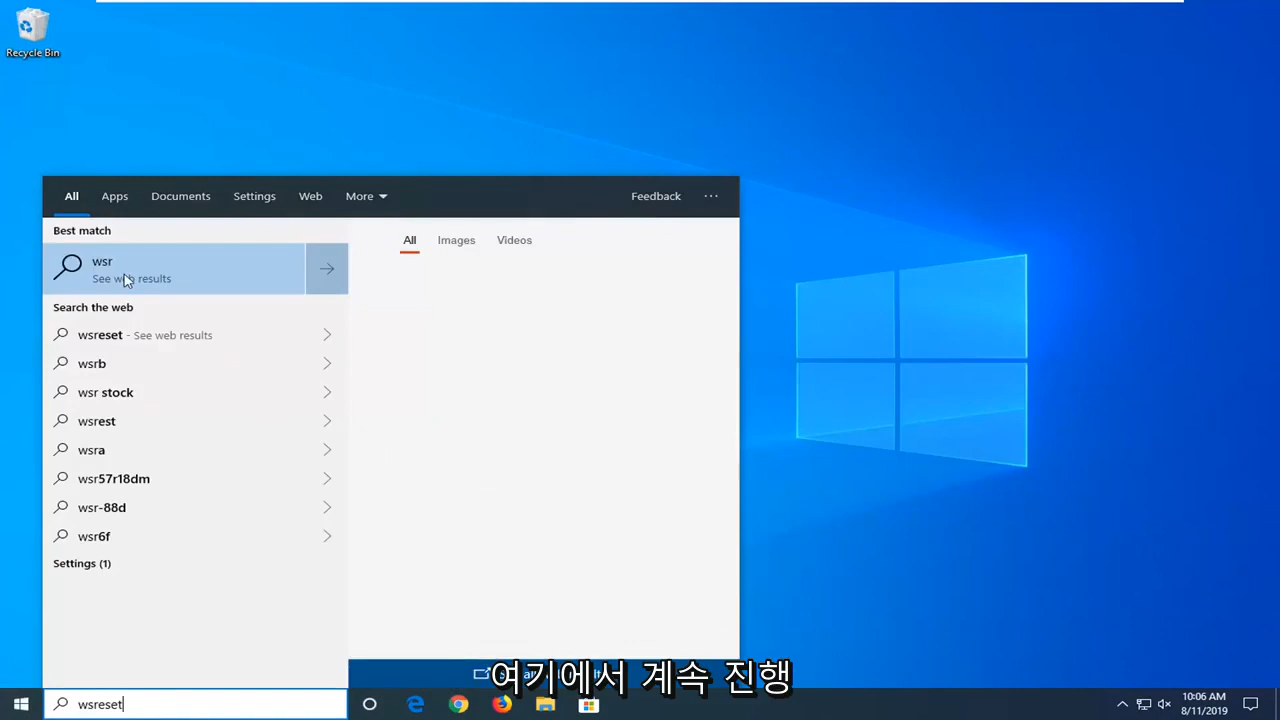 Recycle Bin
All
Apps
Documents
Settings
Web
More
Feedback
...
Best match
wsr
See web results
Search the web
wsreset - See web results
wsrb
wsr stock
wsrest
wsra
wsr57r18dm
wsr-88d
wsr6f
Settings (1)
All
Images
Videos
여기에서 계속 진행
wsreset
10:06 AM
8/11/2019